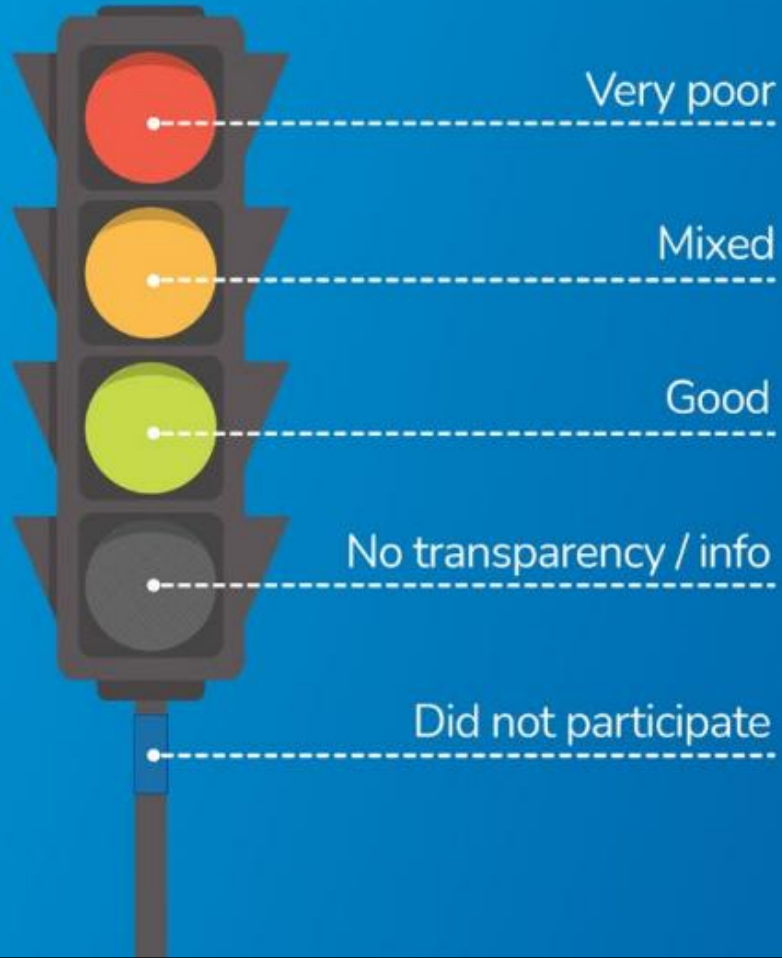 Very poor
Mixed
Good
No transparency / info
Did not participate